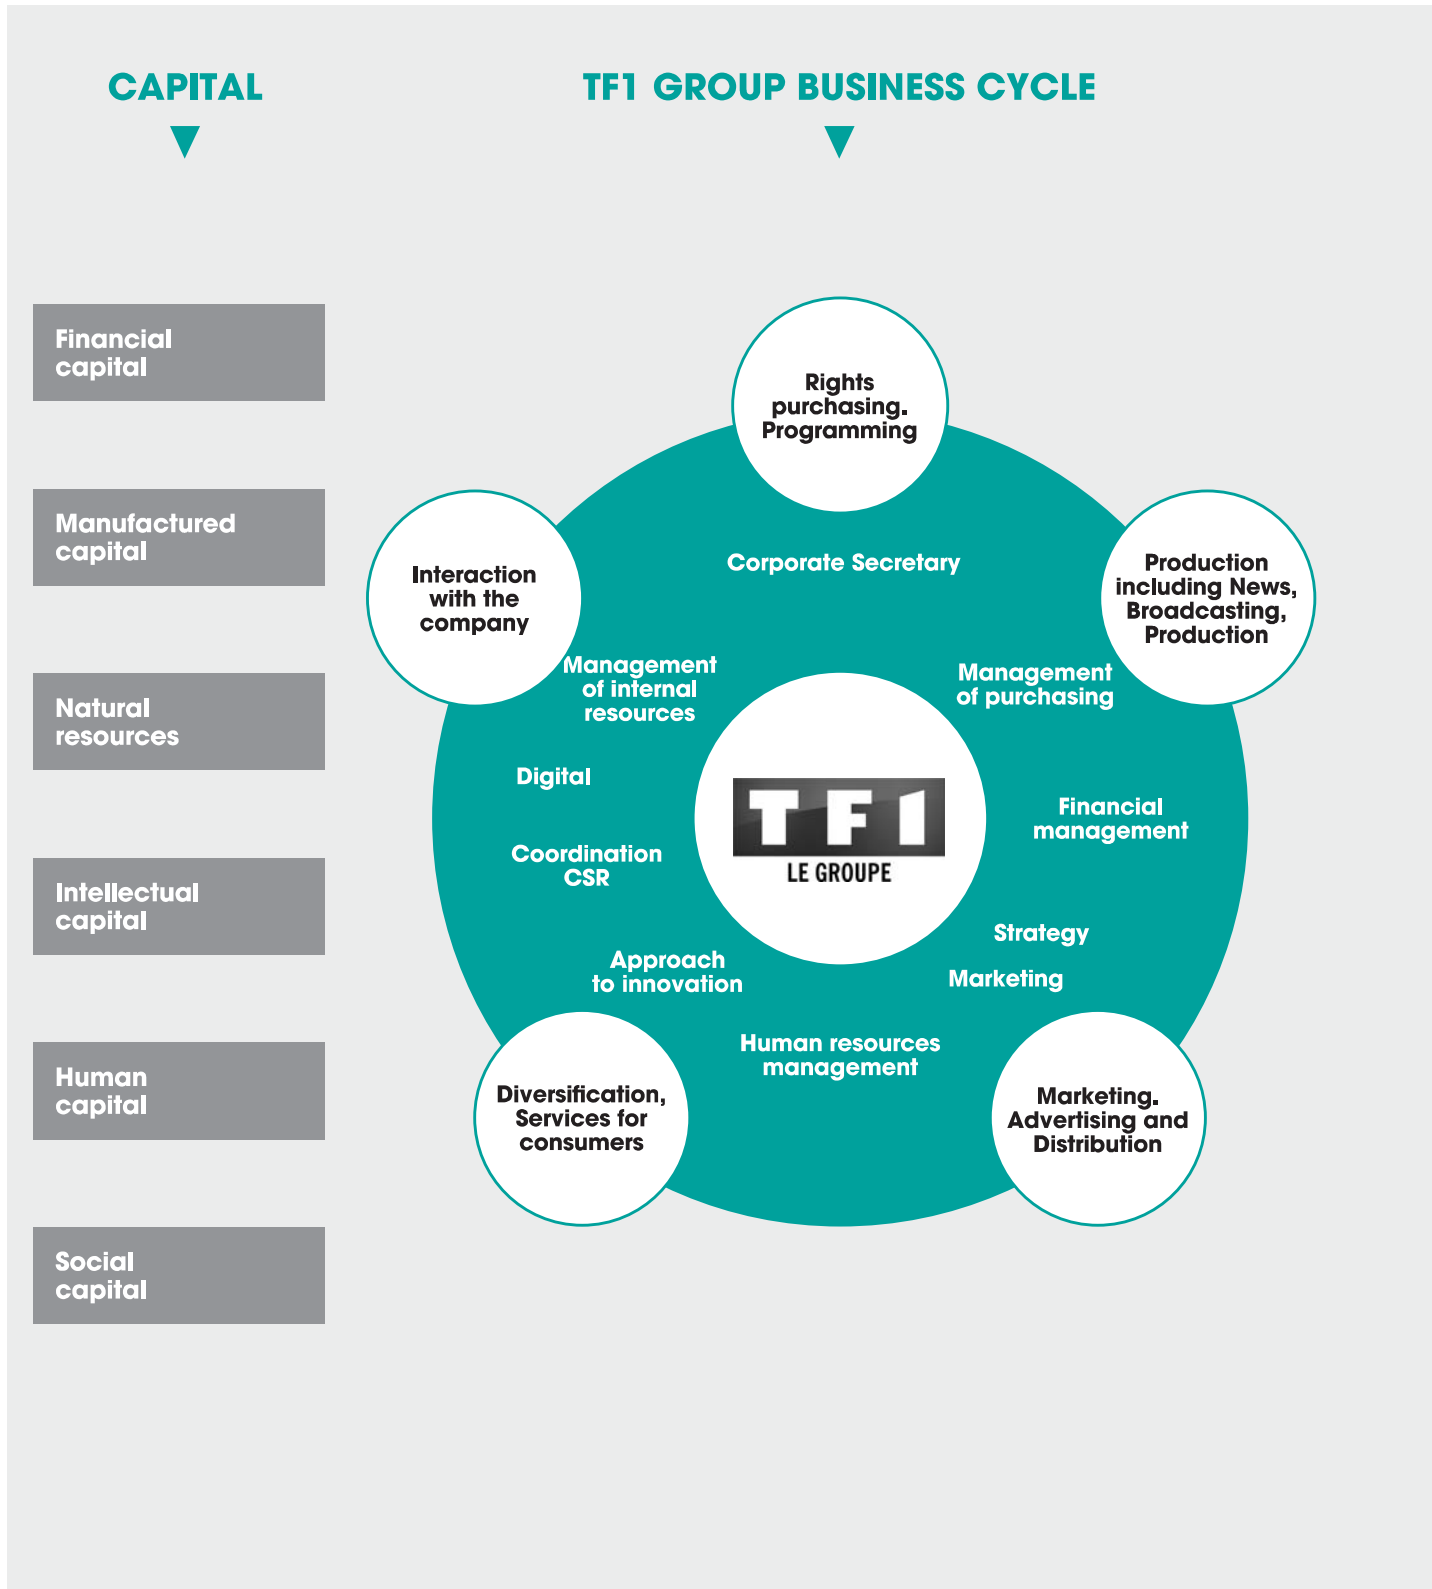 CAPITAL
TF1 GROUP BUSINESS CYCLE
Financial
capital
Manufactured
capital
Natural
resources
Intellectual
capital
Human
capital
Social
capital
Rights
purchasing.
Programming
Interaction
with the
company
Production
including News,
Broadcasting,
Production
Corporate Secretary
Management
of internal
resources
Management
of purchasing
Digital
Financial
management
Coordination
CSR
TF1
LE GROUPE
Strategy
Approach
to innovation
Marketing
Human resources
management
Diversification,
Services for
consumers
Marketing.
Advertising and
Distribution